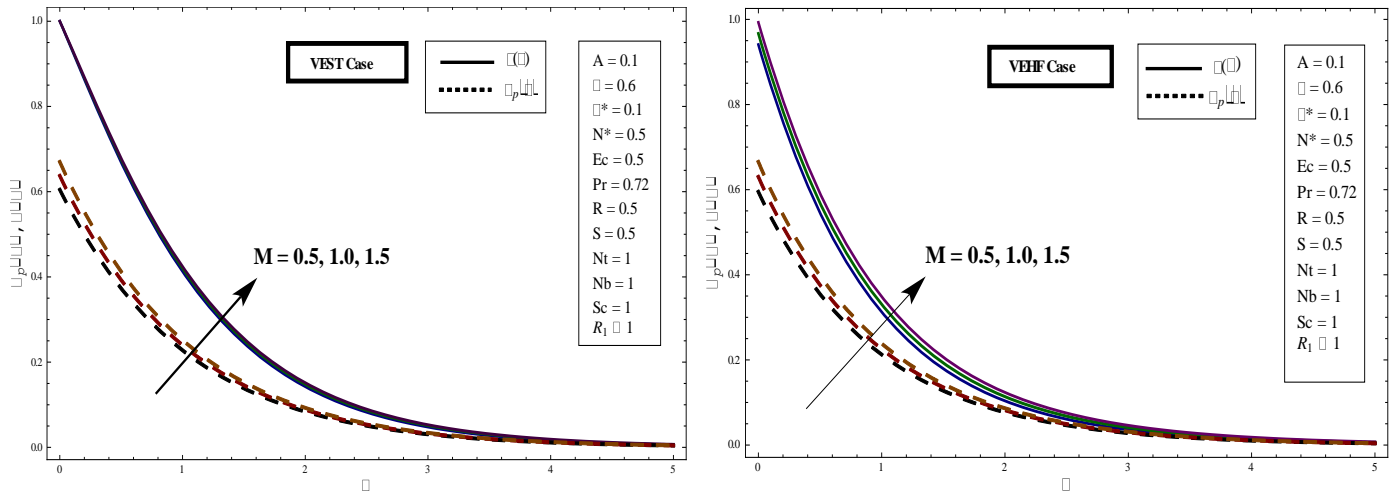 VEST Case
A = 0.1
= 0.6
* = 0.1
N* = 0.5
Ec = 0.5
Pr = 0.72
R = 0.5
S = 0.5
Nt = 1
Nb = 1
Sc = 1
R₁ □ 1
M = 0.5, 1.0, 1.5
1.0
0.8
0.6
0.4
0.2
0.0
0 1 2 3 4 5
VEHF Case
A = 0.1
= 0.6
* = 0.1
N* = 0.5
Ec = 0.5
Pr = 0.72
R = 0.5
S = 0.5
Nt = 1
Nb = 1
Sc = 1
R₁ □ 1
M = 0.5, 1.0, 1.5
1.0
0.8
0.6
0.4
0.2
0.0
0 1 2 3 4 5